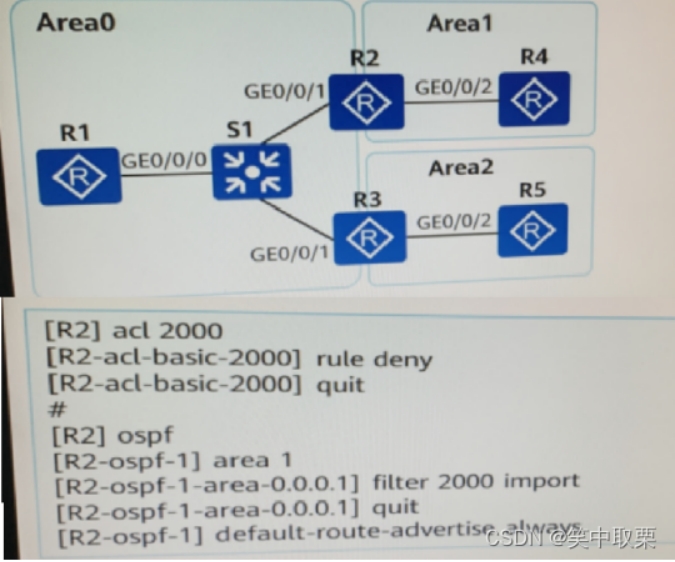 Area0
Area1
R2
R4
GE0/0/1
GE0/0/2
R
R
R1
S1
GE0/0/0
R
Area2
R3
R5
GE0/0/2
R
R
GE0/0/1
[R2] acl 2000
[R2-acl-basic-2000] rule deny
[R2-acl-basic-2000] quit
#
[R2] ospf
[R2-ospf-1] area 1
[R2-ospf-1-area-0.0.0.1] filter 2000 import
[R2-ospf-1-area-0.0.0.1] quit
[R2-ospf-1] default-route-advertise always
CSDN @笑中取栗